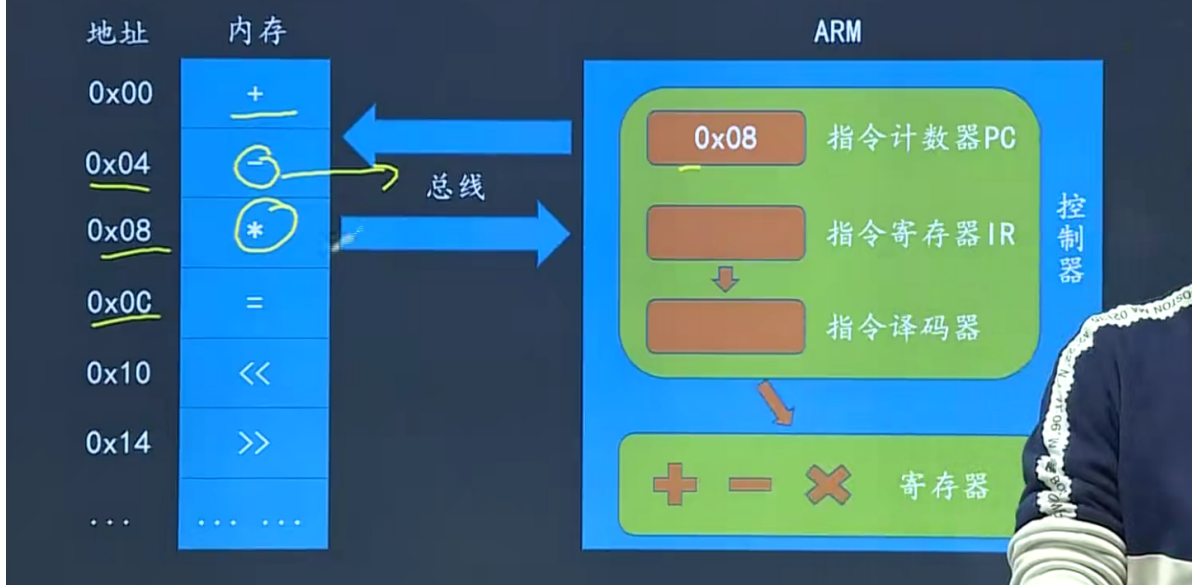 地址 内存 ARM
0x00 + 0x08 指令计数器PC
0x04 -
总线
0x08 * 指令寄存器IR
控制器
0x0C = 指令译码器
0x10 <<
0x14 >>
+ - × 寄存器
... ... ...